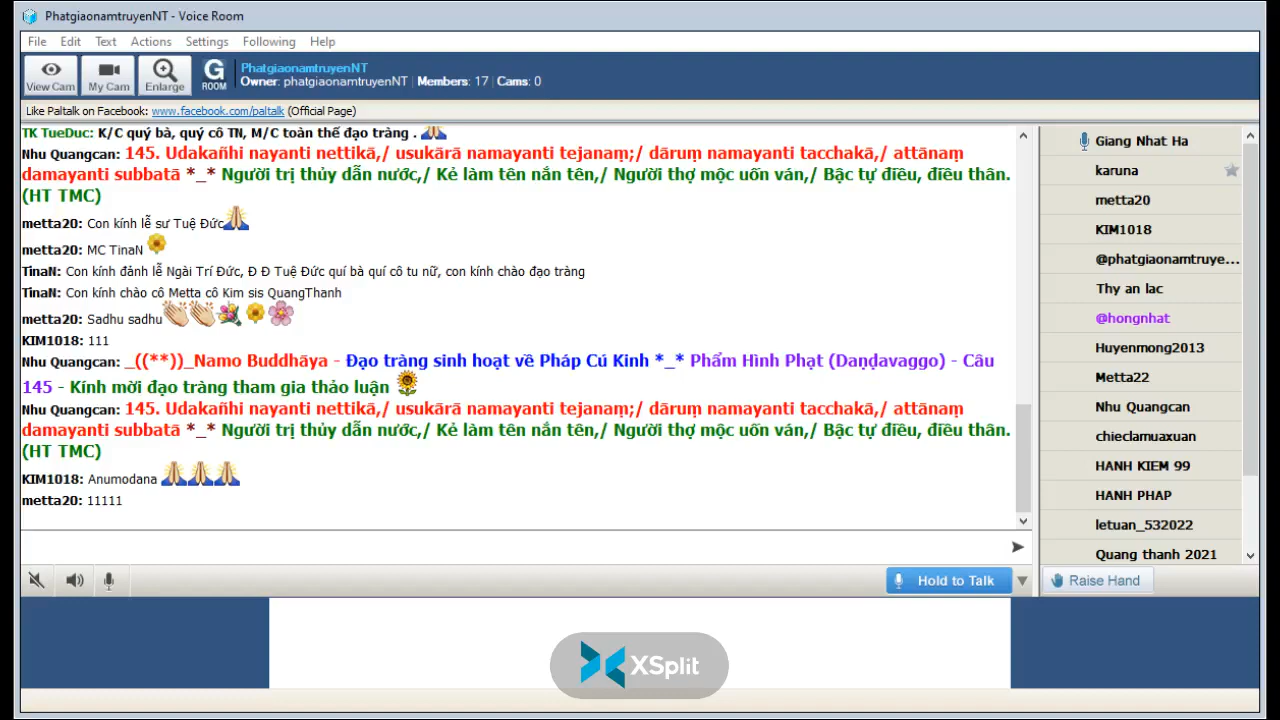 PhatgiaonamtruyenNT - Voice Room
File Edit Text Actions Settings Following Help
View Cam My Cam Enlarge G ROOM
PhatgiaonamtruyenNT
Owner: phatgiaonamtruyenNT | Members: 17 | Cams: 0
Like Paltalk on Facebook: www.facebook.com/paltalk (Official Page)
TK TueDuc: K/C quý bà, quý cô TN, M/C toàn thể đạo tràng .
Nhu Quangcan: 145. Udakañhi nayanti nettikā,/ usukārā namayanti tejanaṃ;/ dāruṃ namayanti tacchakā,/ attānaṃ
damayanti subbatā *_* Người trị thủy dẫn nước,/ Kẻ làm tên nắn tên,/ Người thợ mộc uốn ván,/ Bậc tự điều, điều thân.
(HT TMC)
metta20: Con kính lễ sư Tuệ Đức
metta20: MC TinaN
TinaN: Con kính đảnh lễ Ngài Trí Đức, Đ Đ Tuệ Đức quí bà quí cô tu nữ, con kính chào đạo tràng
TinaN: Con kính chào cô Metta cô Kim sis QuangThanh
metta20: Sadhu sadhu
KIM1018: 111
Nhu Quangcan: _((**))_Namo Buddhāya - Đạo tràng sinh hoạt về Pháp Cú Kinh *_* Phẩm Hình Phạt (Daṇḍavaggo) - Câu
145 - Kính mời đạo tràng tham gia thảo luận
Nhu Quangcan: 145. Udakañhi nayanti nettikā,/ usukārā namayanti tejanaṃ;/ dāruṃ namayanti tacchakā,/ attānaṃ
damayanti subbatā *_* Người trị thủy dẫn nước,/ Kẻ làm tên nắn tên,/ Người thợ mộc uốn ván,/ Bậc tự điều, điều thân.
(HT TMC)
KIM1018: Anumodana
metta20: 11111
Giang Nhat Ha
karuna
metta20
KIM1018
@phatgiaonamtruye...
Thy an lac
@hongnhat
Huyenmong2013
Metta22
Nhu Quangcan
chieclamuaxuan
HANH KIEM 99
HANH PHAP
letuan_532022
Quang thanh 2021
Hold to Talk
Raise Hand
XSplit